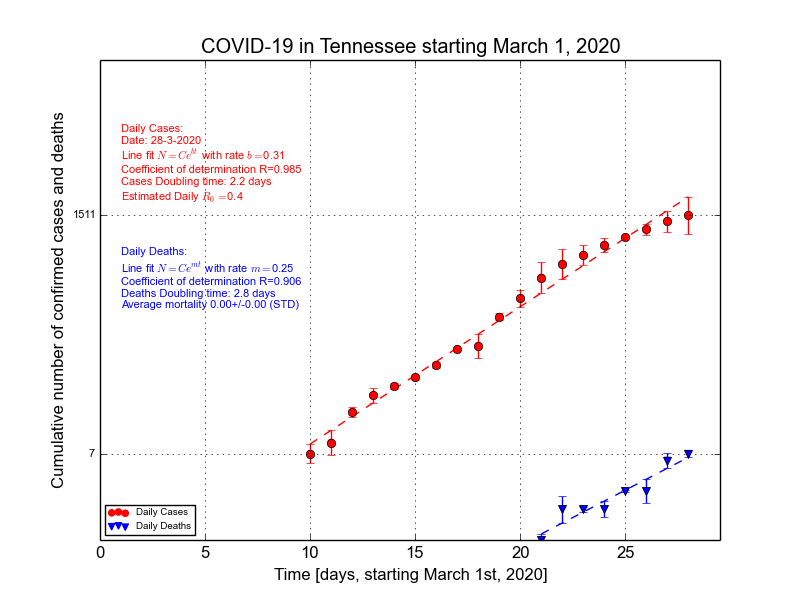 COVID-19 in Tennessee starting March 1, 2020
Cumulative number of confirmed cases and deaths
Daily Cases:
Date: 28-3-2020
Line fit N = Ce^{bt} with rate b = 0.31
Coefficient of determination R=0.985
Cases Doubling time: 2.2 days
Estimated Daily R_0 = 0.4
1511
Daily Deaths:
Line fit N = Ce^{mt} with rate m = 0.25
Coefficient of determination R=0.906
Deaths Doubling time: 2.8 days
Average mortality 0.00+/-0.00 (STD)
7
Daily Cases
Daily Deaths
0 5 10 15 20 25
Time [days, starting March 1st, 2020]